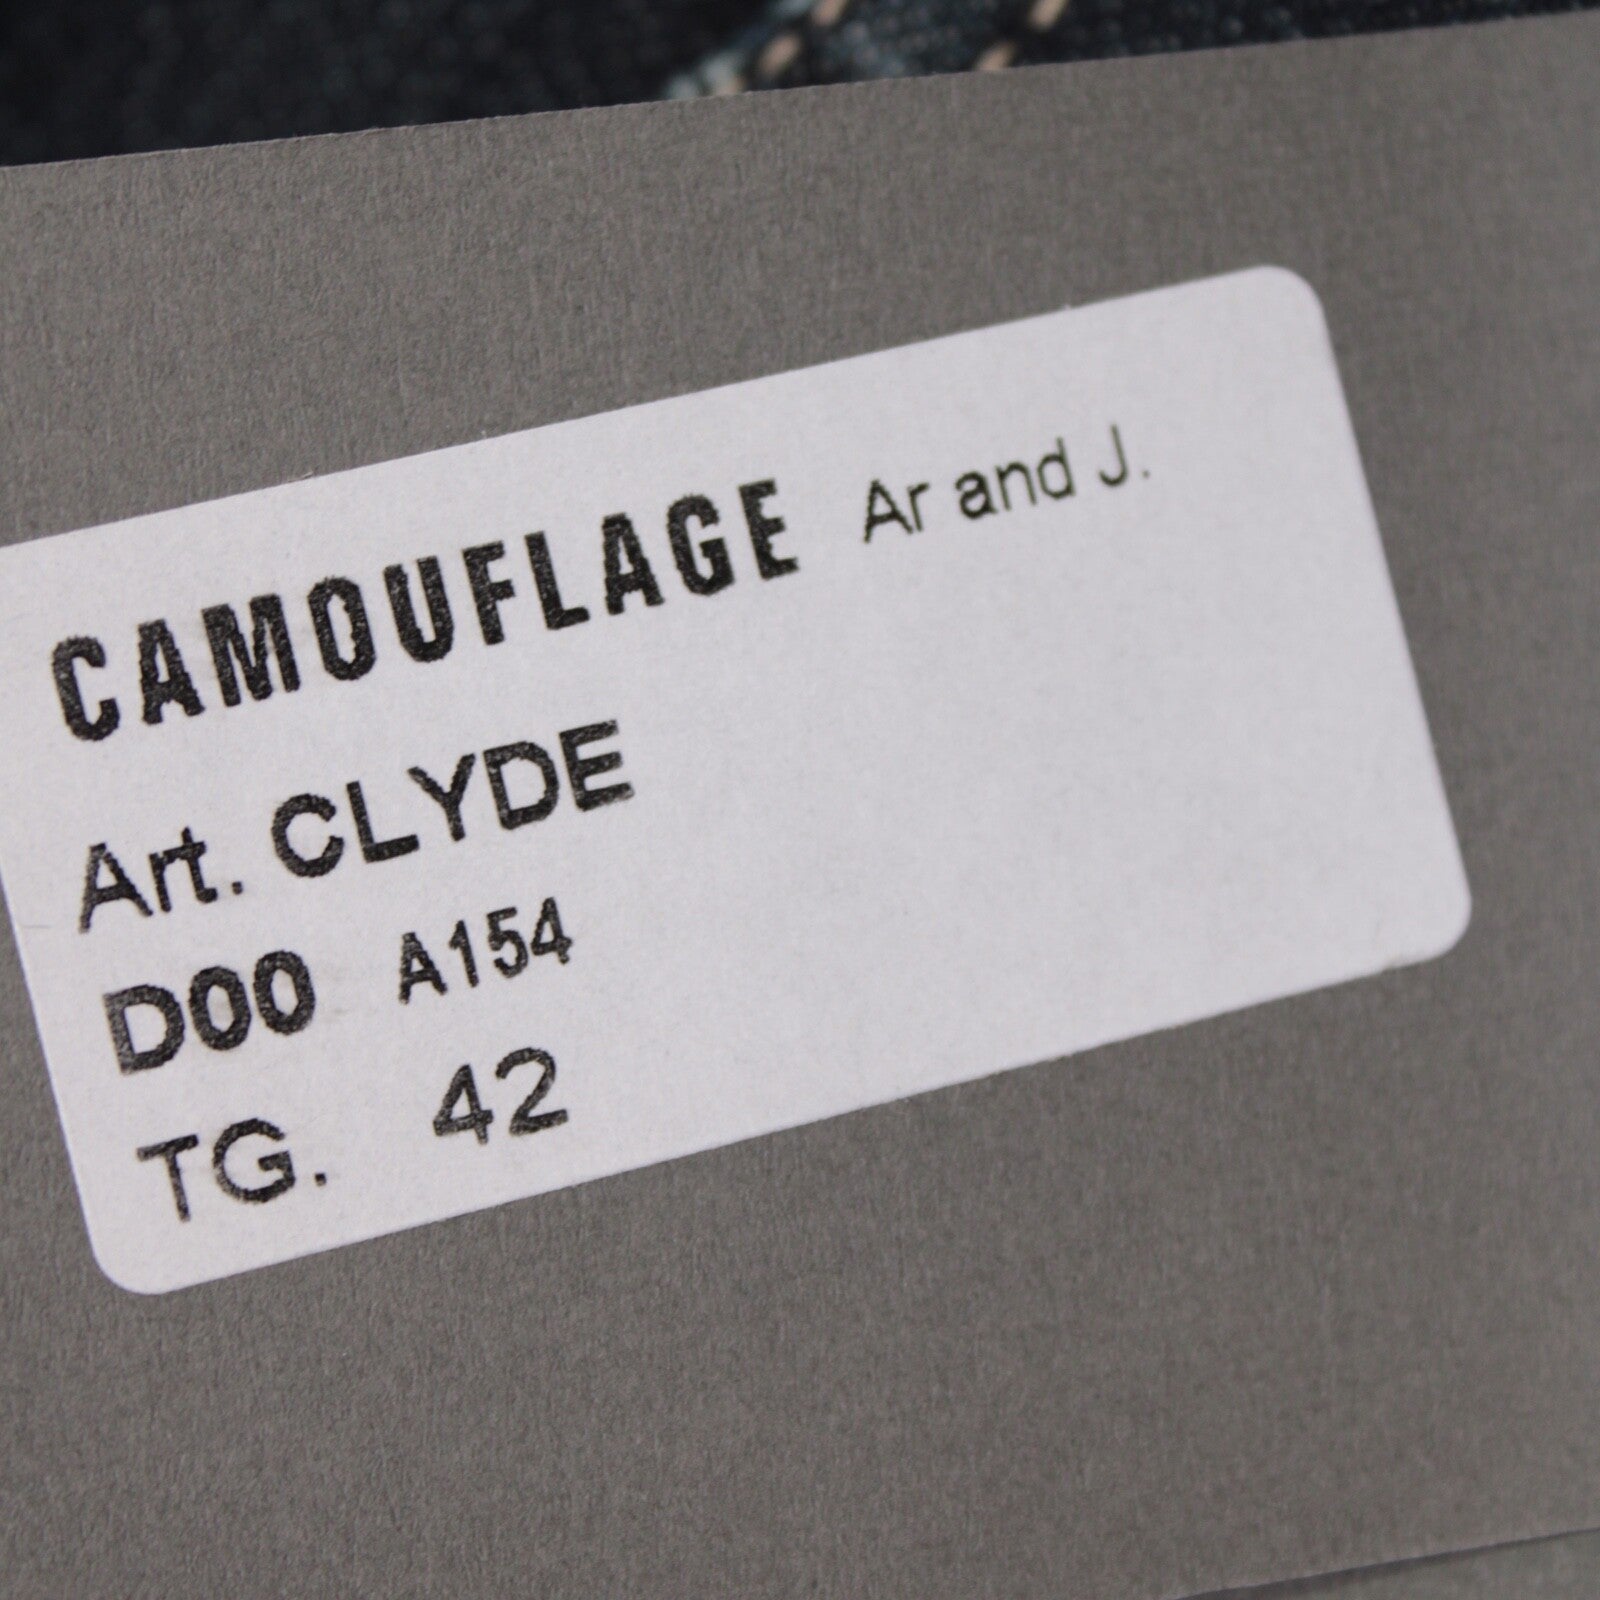 CAMOUFLAGE Ar and J.
Art. CLYDE
D00 A154
TG. 42